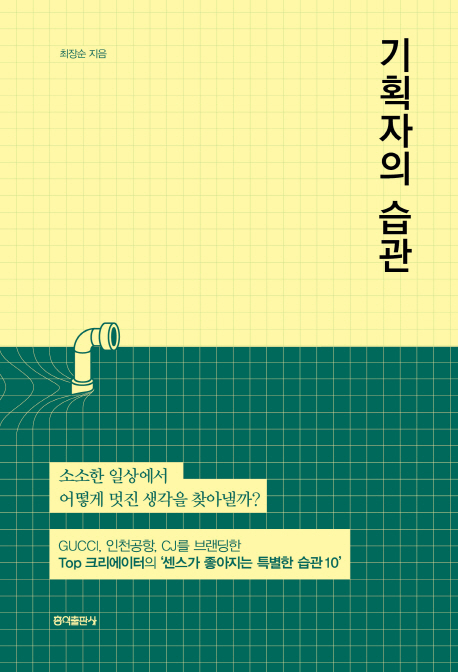 최장순 지음
기획자의 습관
소소한 일상에서
어떻게 멋진 생각을 찾아낼까?
GUCCI, 인천공항, CJ를 브랜딩한
Top 크리에이터의 ‘센스가 좋아지는 특별한 습관 10’
홍익출판사